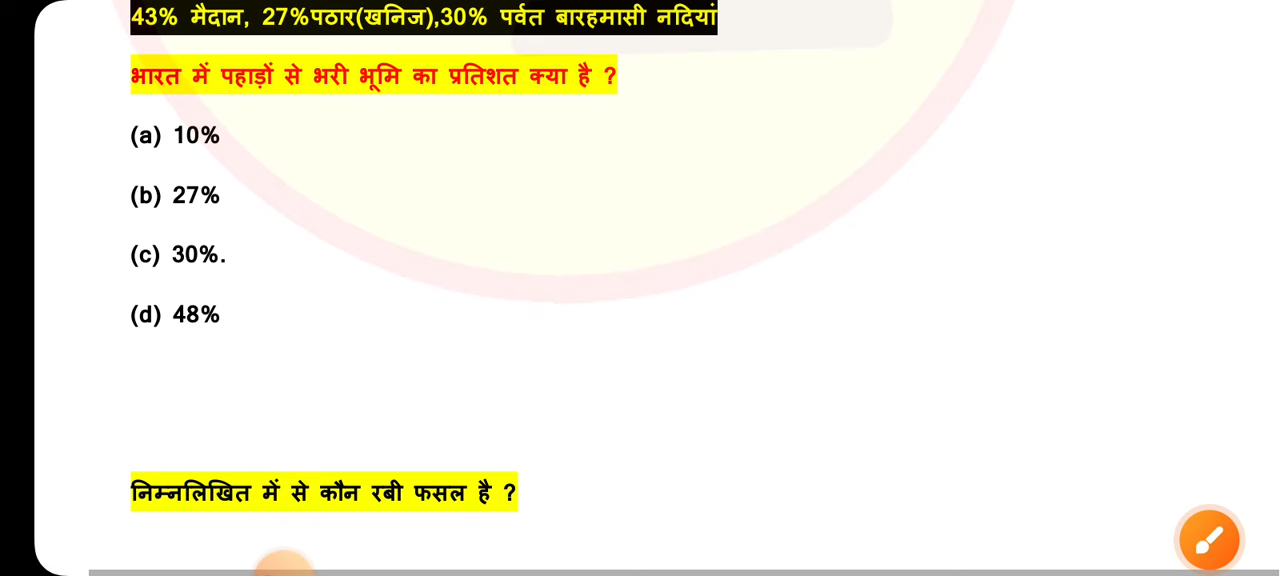 43% मैदान, 27%पठार(खनिज),30% पर्वत बारहमासी नदियां
भारत में पहाड़ों से भरी भूमि का प्रतिशत क्या है ?
(a) 10%
(b) 27%
(c) 30%.
(d) 48%
निम्नलिखित में से कौन रबी फसल है ?